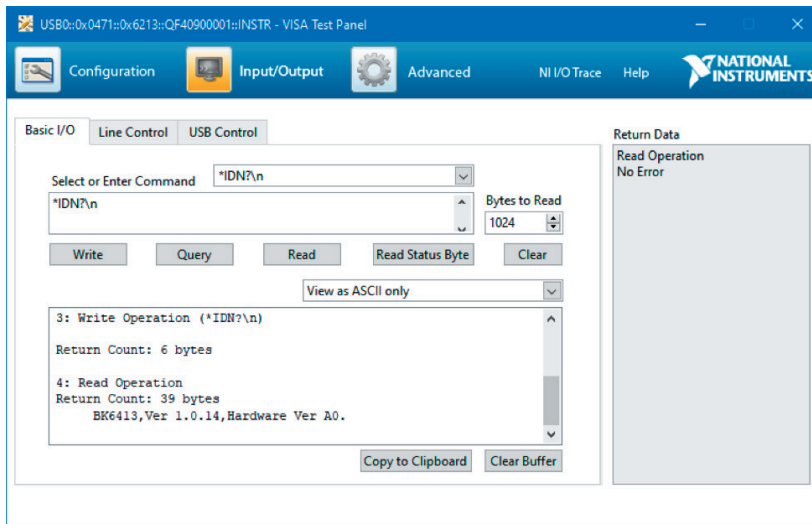 USB0::0x0471::0x6213::QF40900001::INSTR - VISA Test Panel
Configuration
Input/Output
Advanced
NI I/O Trace
Help
NATIONAL
INSTRUMENTS
Basic I/O
Line Control
USB Control
Return Data
Read Operation
No Error
Select or Enter Command
*IDN?\n
*IDN?\n
Bytes to Read
1024
Write
Query
Read
Read Status Byte
Clear
View as ASCII only
3: Write Operation (*IDN?\n)
Return Count: 6 bytes
4: Read Operation
Return Count: 39 bytes
BK6413,Ver 1.0.14,Hardware Ver A0.
Copy to Clipboard
Clear Buffer